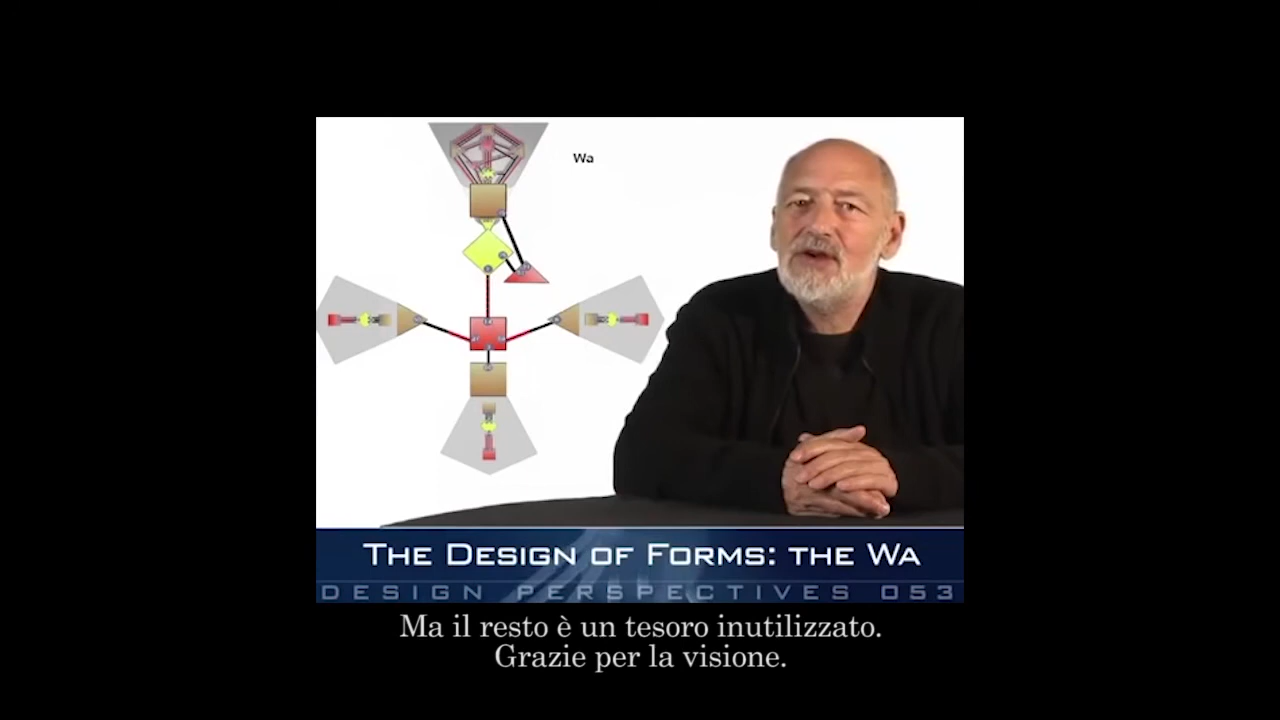 Wa
THE DESIGN OF FORMS: THE WA
DESIGN PERSPECTIVES 053
Ma il resto è un tesoro inutilizzato.
Grazie per la visione.